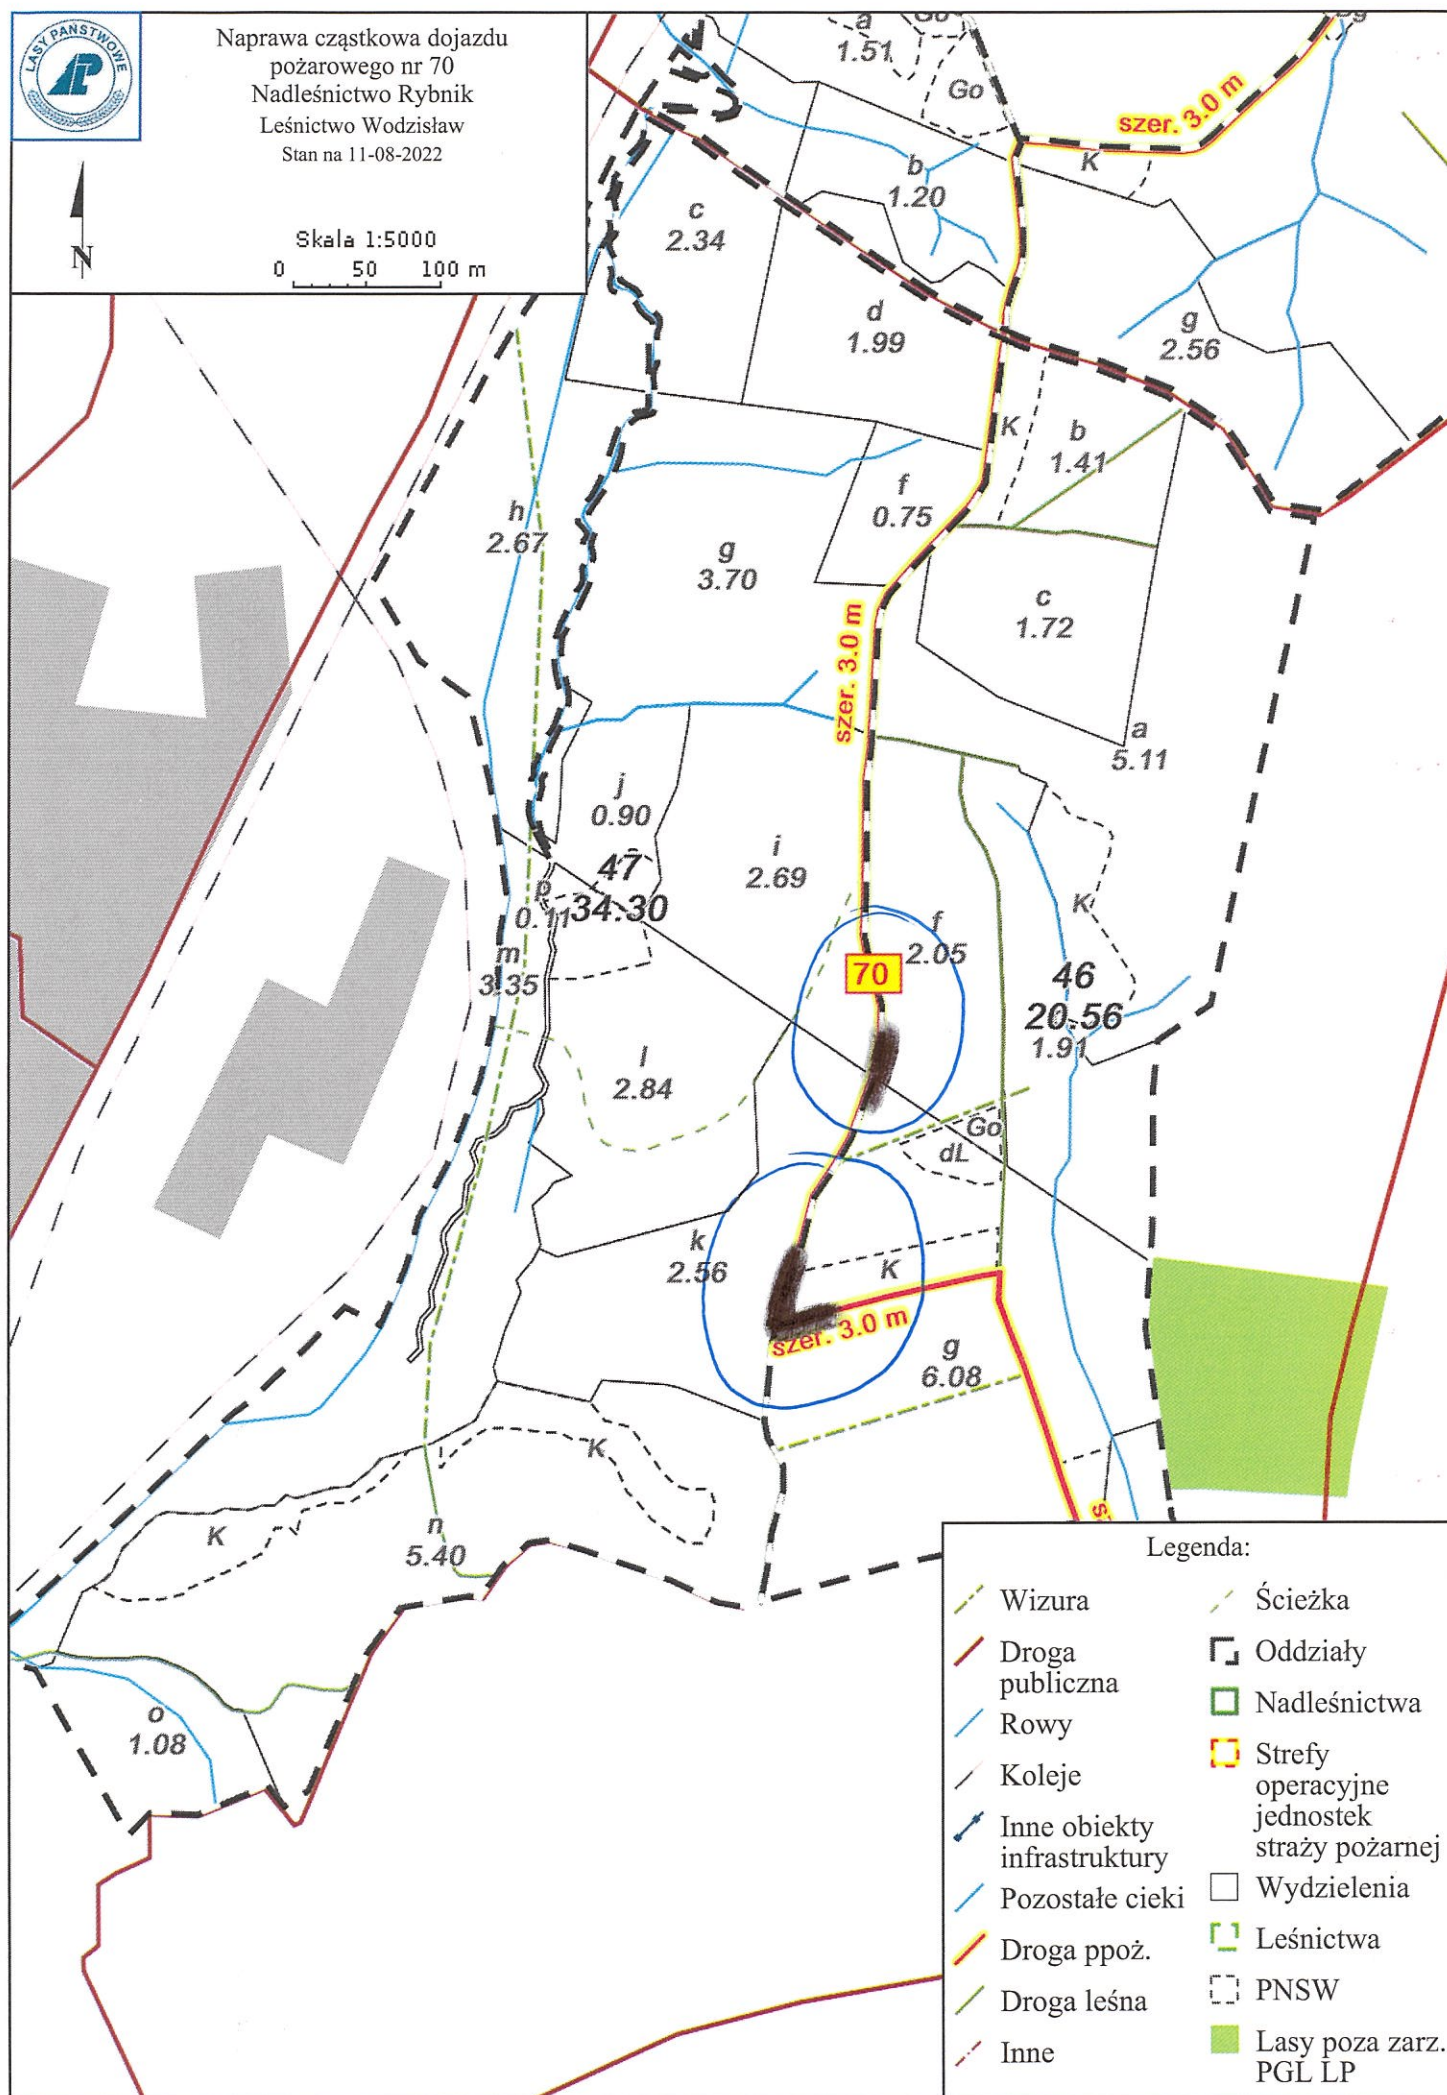 LASY PAŃSTWOWE
Naprawa cząstkowa dojazdu
pożarowego nr 70
Nadleśnictwo Rybnik
Leśnictwo Wodzisław
Stan na 11-08-2022
N
Skala 1:5000
0 50 100 m
a
1.51
Go
Go
szer. 3.0 m
K
b
1.20
c
2.34
d
1.99
g
2.56
K
b
1.41
f
0.75
h
2.67
g
3.70
c
1.72
szer. 3.0 m
a
5.11
j
0.90
i
2.69
47
34.30
p
0.11
K
f
2.05
m
3.35
70
46
20.56
1.91
l
2.84
Go
dL
k
2.56
K
szer. 3.0 m
g
6.08
K
K
n
5.40
o
1.08
Legenda:
Wizura
Droga
publiczna
Rowy
Koleje
Inne obiekty
infrastruktury
Pozostałe cieki
Droga ppoż.
Droga leśna
Inne
Ścieżka
Oddziały
Nadleśnictwa
Strefy
operacyjne
jednostek
straży pożarnej
Wydzielenia
Leśnictwa
PNSW
Lasy poza zarz.
PGL LP